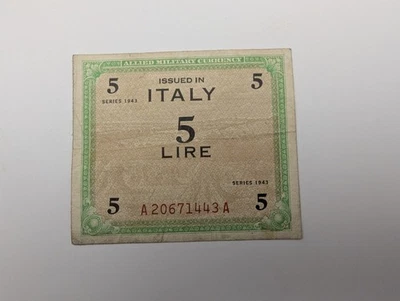 ALLIED MILITARY CURRENCY
5 ISSUED IN 5
SERIES 1943 ITALY
5
LIRE
SERIES 1943
5 A20671443A 5